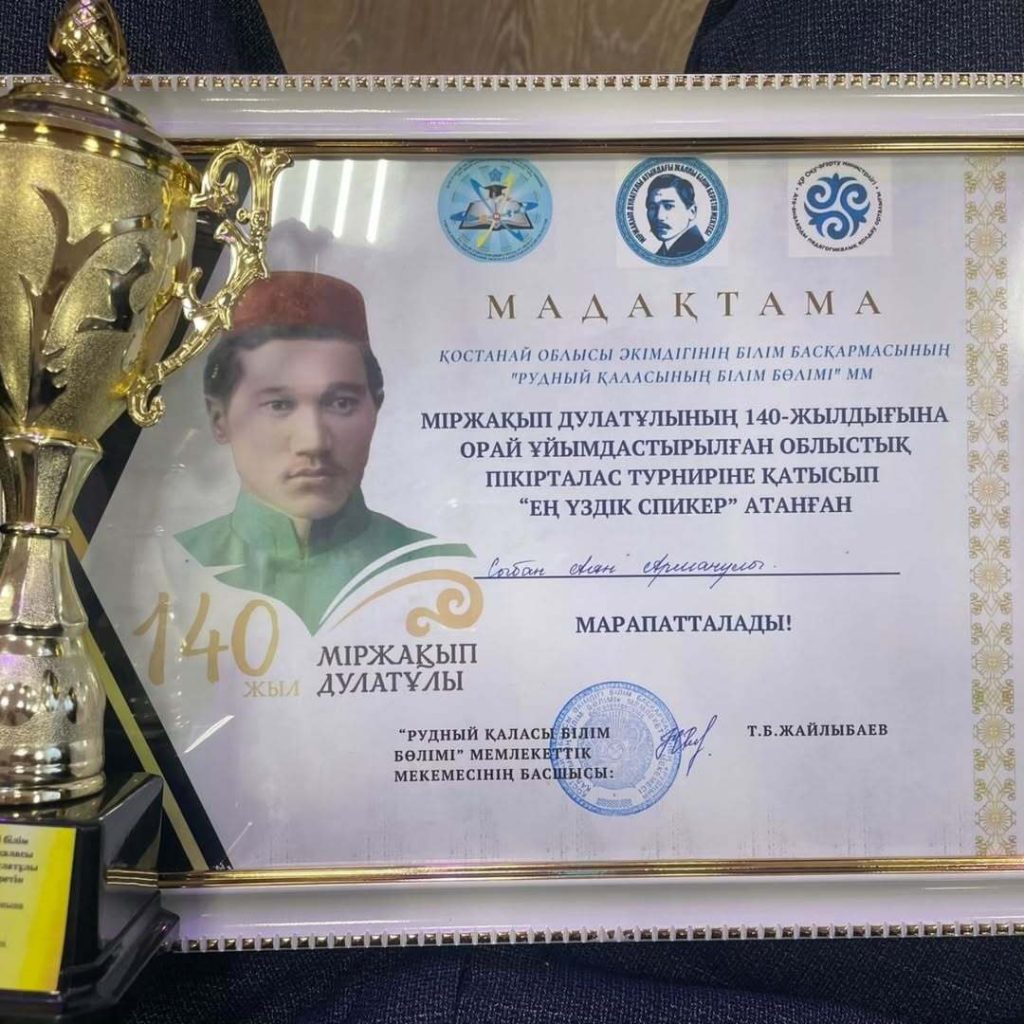 МАДАҚТАМА
ҚОСТАНАЙ ОБЛЫСЫ ӘКІМДІГІНІҢ БІЛІМ БАСҚАРМАСЫНЫҢ
"РУДНЫЙ ҚАЛАСЫНЫҢ БІЛІМ БӨЛІМІ" ММ
МІРЖАҚЫП ДУЛАТҰЛЫНЫҢ 140-ЖЫЛДЫҒЫНА
ОРАЙ ҰЙЫМДАСТЫРЫЛҒАН ОБЛЫСТЫҚ
ПІКІРТАЛАС ТУРНИРІНЕ ҚАТЫСЫП
“ЕҢ ҮЗДІК СПИКЕР” АТАНҒАН
Арманұлы
МАРАПАТТАЛАДЫ!
140
ЖЫЛ
МІРЖАҚЫП
ДУЛАТҰЛЫ
“РУДНЫЙ ҚАЛАСЫ БІЛІМ
БӨЛІМІ” МЕМЛЕКЕТТІК
МЕКЕМЕСІНІҢ БАСШЫСЫ:
Т.Б.ЖАЙЛЫБАЕВ